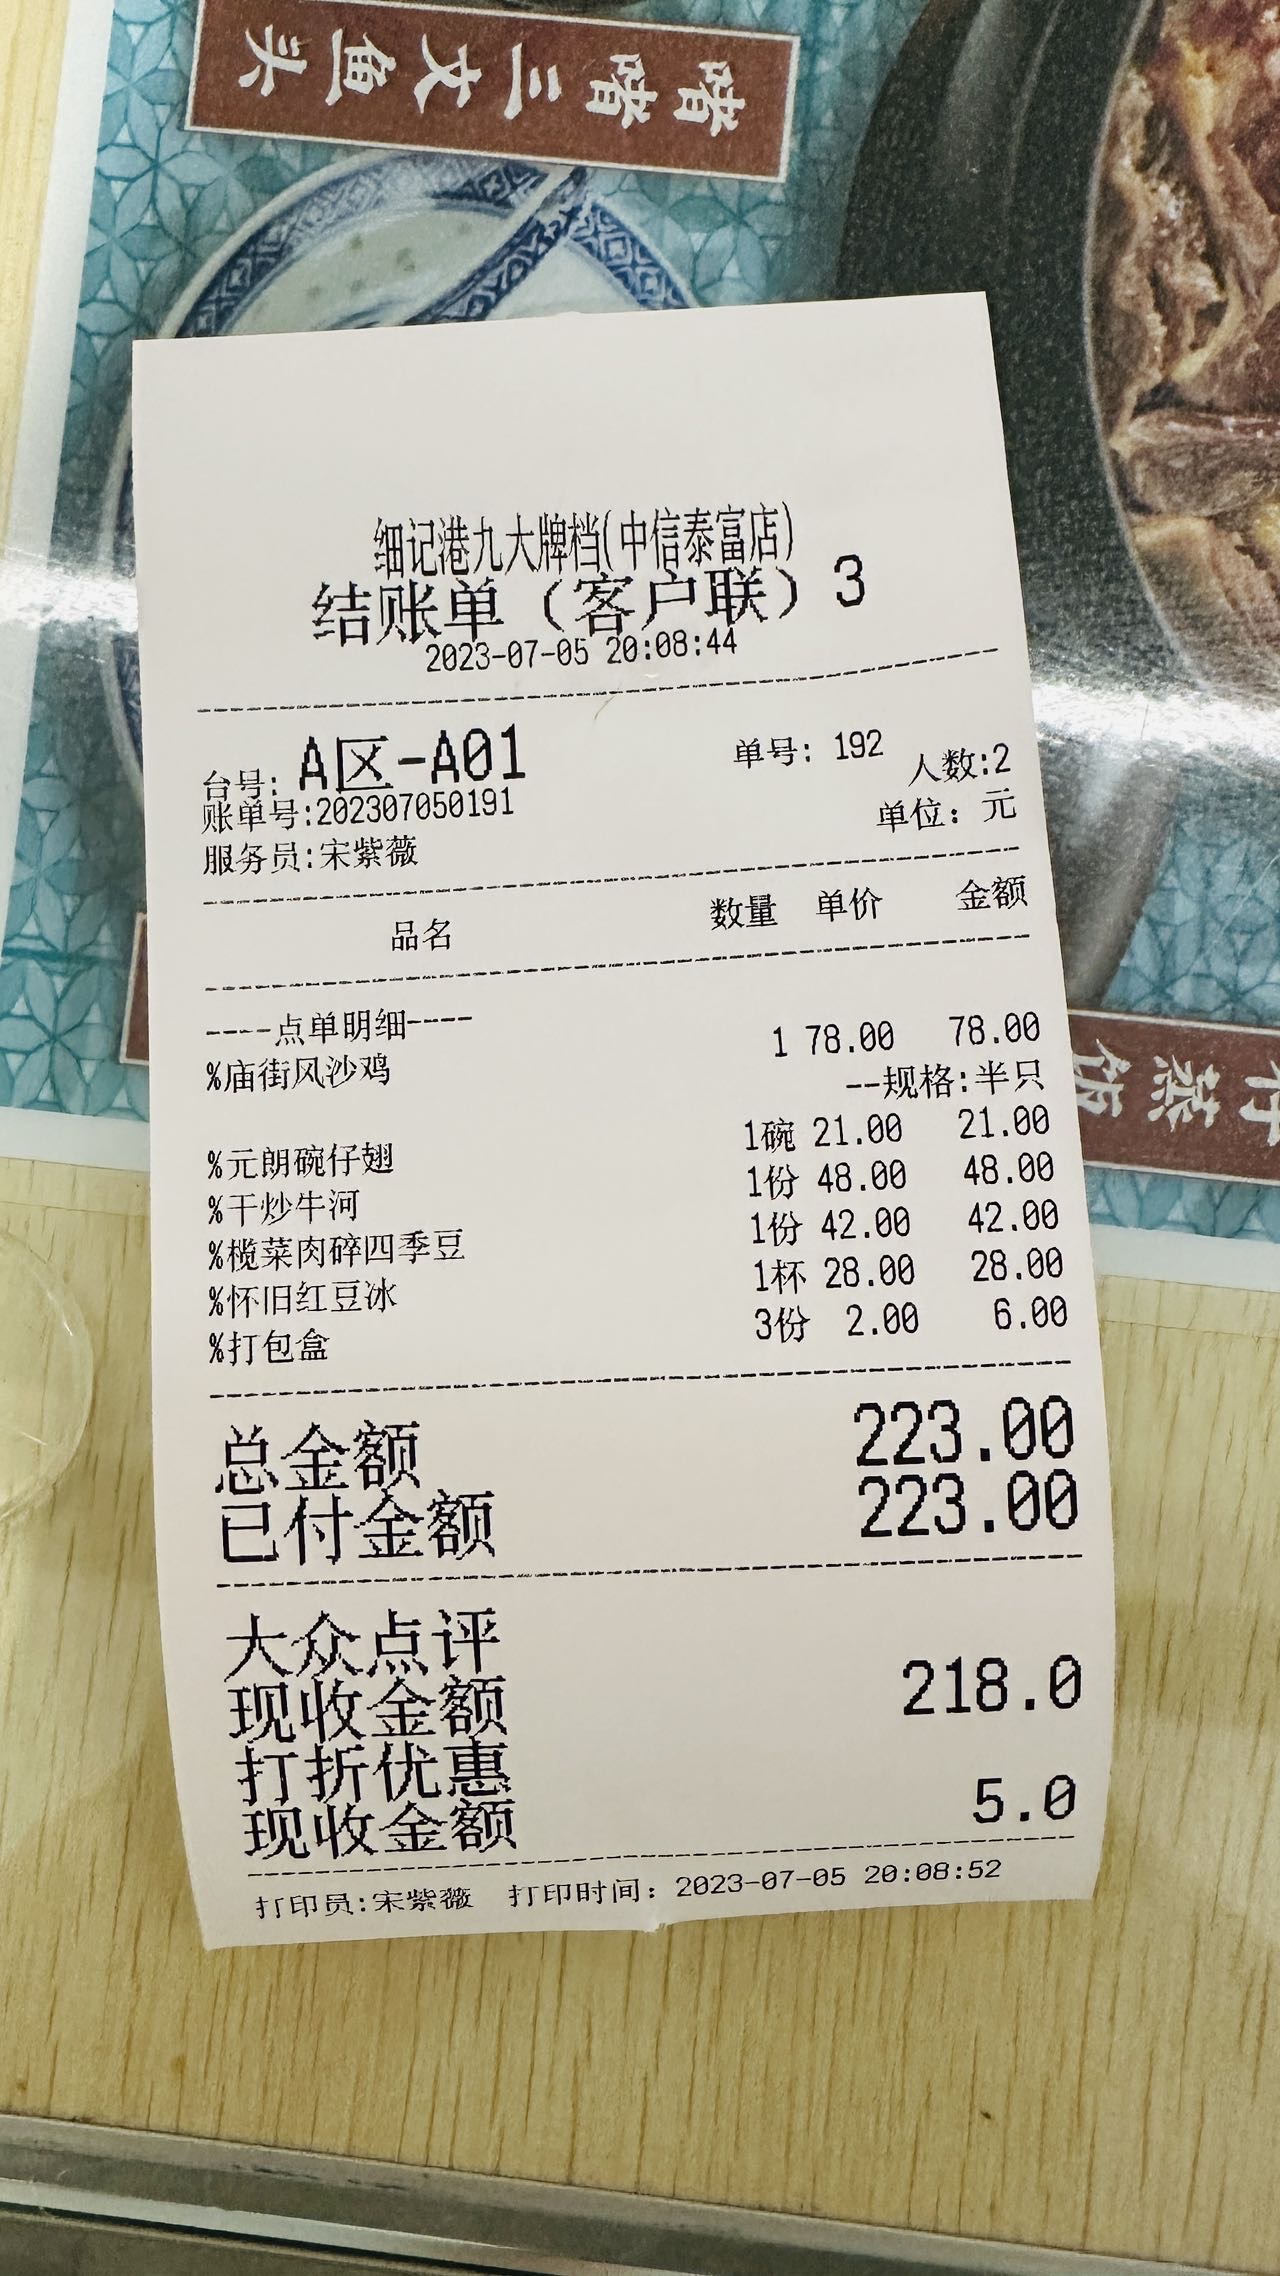 啫啫三文鱼头
细记港九大牌档(中信泰富店)
结账单（客户联）3
2023-07-05 20:08:44
台号: A区-A01 单号: 192 人数:2
账单号:202307050191 单位: 元
服务员:宋紫薇
品名 数量 单价 金额
----点单明细----
%庙街风沙鸡 1 78.00 78.00
--规格:半只
%元朗碗仔翅 1碗 21.00 21.00
%干炒牛河 1份 48.00 48.00
%榄菜肉碎四季豆 1份 42.00 42.00
%怀旧红豆冰 1杯 28.00 28.00
%打包盒 3份 2.00 6.00
总金额 223.00
已付金额 223.00
大众点评
现收金额 218.0
打折优惠
现收金额 5.0
打印员:宋紫薇 打印时间: 2023-07-05 20:08:52
仔蒸饭